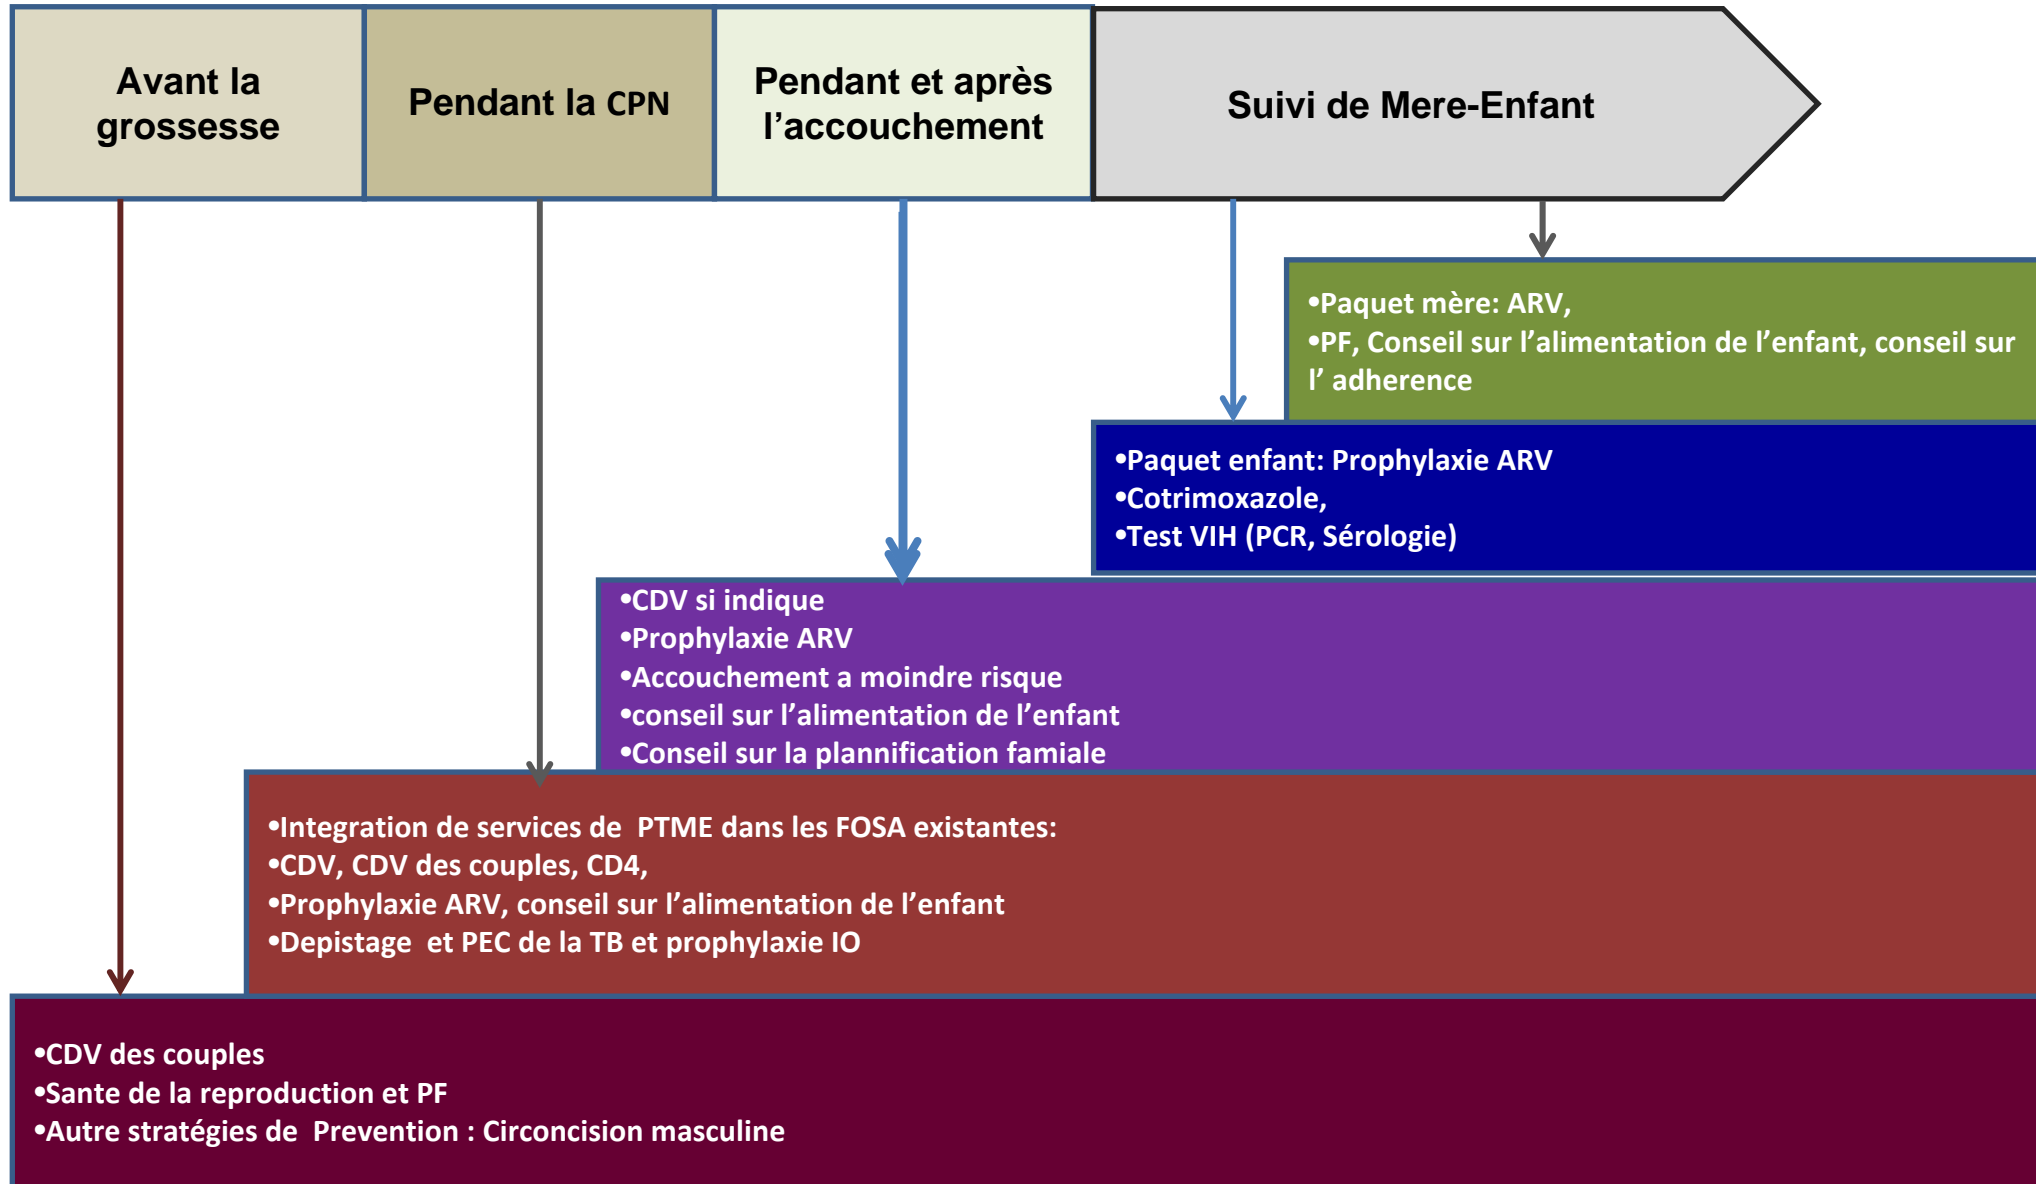 Avant la
grossesse
Pendant la CPN
Pendant et après
l’accouchement
Suivi de Mere-Enfant
•Paquet mère: ARV,
•PF, Conseil sur l’alimentation de l’enfant, conseil sur
l’ adherence
•Paquet enfant: Prophylaxie ARV
•Cotrimoxazole,
•Test VIH (PCR, Sérologie)
•CDV si indique
•Prophylaxie ARV
•Accouchement a moindre risque
•conseil sur l’alimentation de l’enfant
•Conseil sur la plannification famiale
•Integration de services de  PTME dans les FOSA existantes:
•CDV, CDV des couples, CD4,
•Prophylaxie ARV, conseil sur l’alimentation de l’enfant
•Depistage  et PEC de la TB et prophylaxie IO
•CDV des couples
•Sante de la reproduction et PF
•Autre stratégies de  Prevention : Circoncision masculine